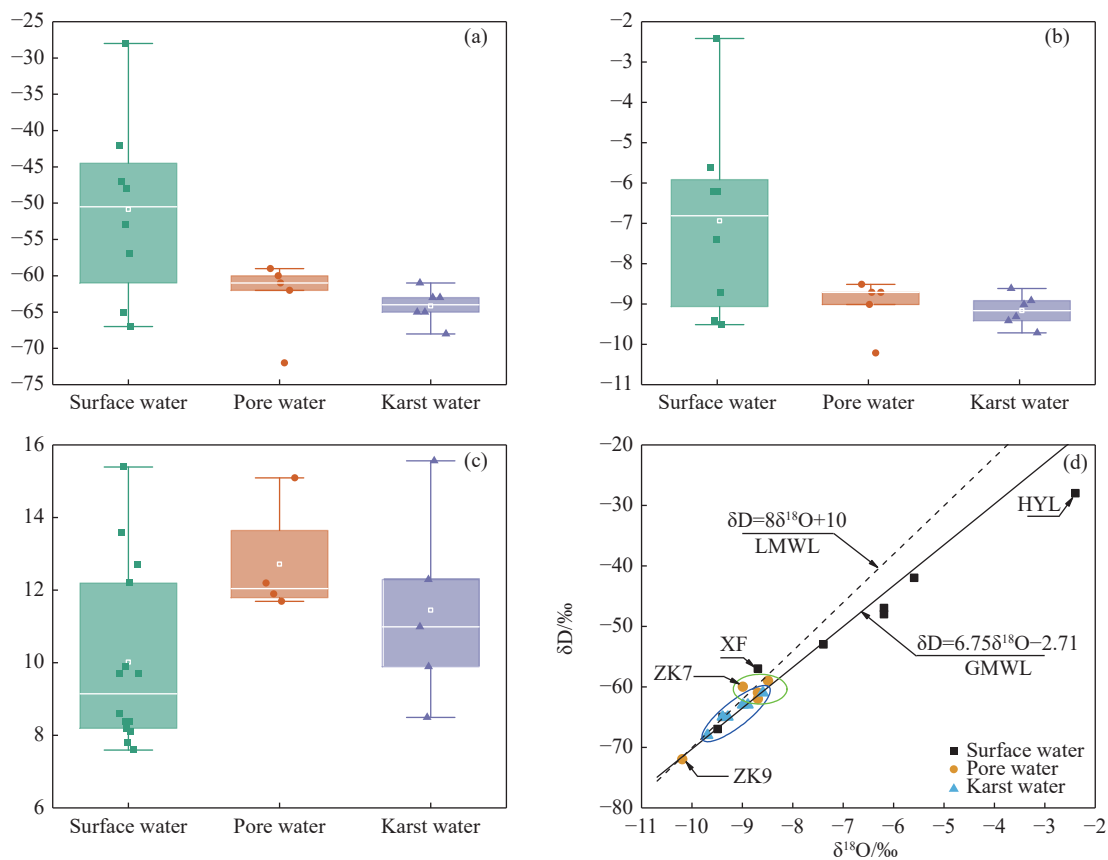 −25
−30
−35
−40
−45
−50
−55
−60
−65
−70
−75
(a)
Surface water Pore water Karst water
−2
−3
−4
−5
−6
−7
−8
−9
−10
−11
(b)
Surface water Pore water Karst water
16
14
12
10
8
6
(c)
Surface water Pore water Karst water
−20
−30
−40
−50
−60
−70
−80
δD/‰
(d)
HYL
δD=8δ¹⁸O+10
LMWL
δD=6.75δ¹⁸O−2.71
GMWL
XF
ZK7
ZK9
Surface water
Pore water
Karst water
−11 −10 −9 −8 −7 −6 −5 −4 −3 −2
δ¹⁸O/‰